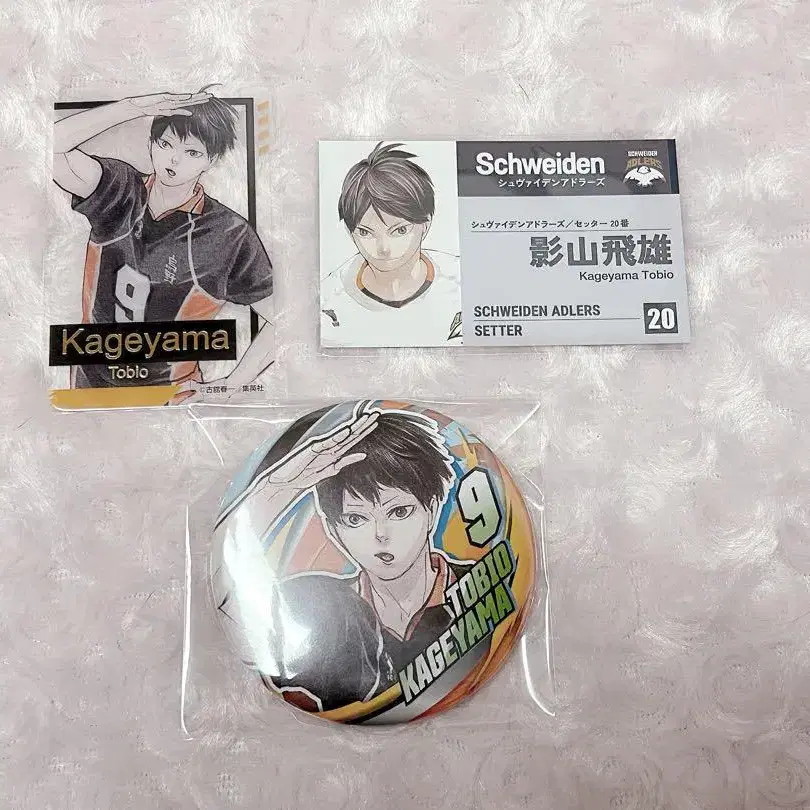 9
Kageyama
Tobio
©古舘春一／集英社
Schweiden
シュヴァイデンアドラーズ
SCHWEIDEN
ADLERS
シュヴァイデンアドラーズ／セッター 20番
影山飛雄
Kageyama Tobio
SCHWEIDEN ADLERS
SETTER
20
9
TOBIO
KAGEYAMA